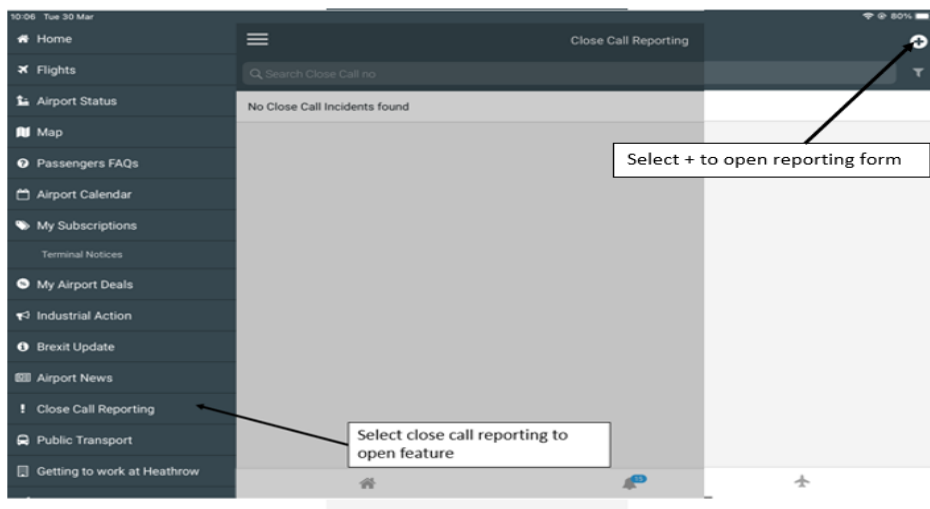 10:06 Tue 30 Mar
80%
Home
Flights
Airport Status
Map
Passengers FAQs
Airport Calendar
My Subscriptions
Terminal Notices
My Airport Deals
Industrial Action
Brexit Update
Airport News
Close Call Reporting
Public Transport
Getting to work at Heathrow
Close Call Reporting
Search Close Call no
No Close Call Incidents found
Select + to open reporting form
Select close call reporting to
open feature